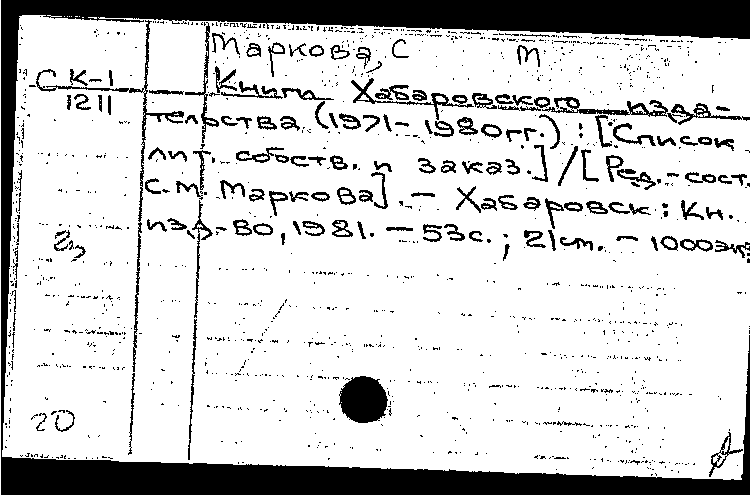 Маркова С М
С К-1 Книги Хабаровского изда-
1211
тельства (1971-1980гг.) : [Список
лит. собств. и заказ.] / [Ред.-сост.
С.М. Маркова]. - Хабаровск : Кн.
изд-во, 1981. - 53с. ; 21см. - 1000экз
20